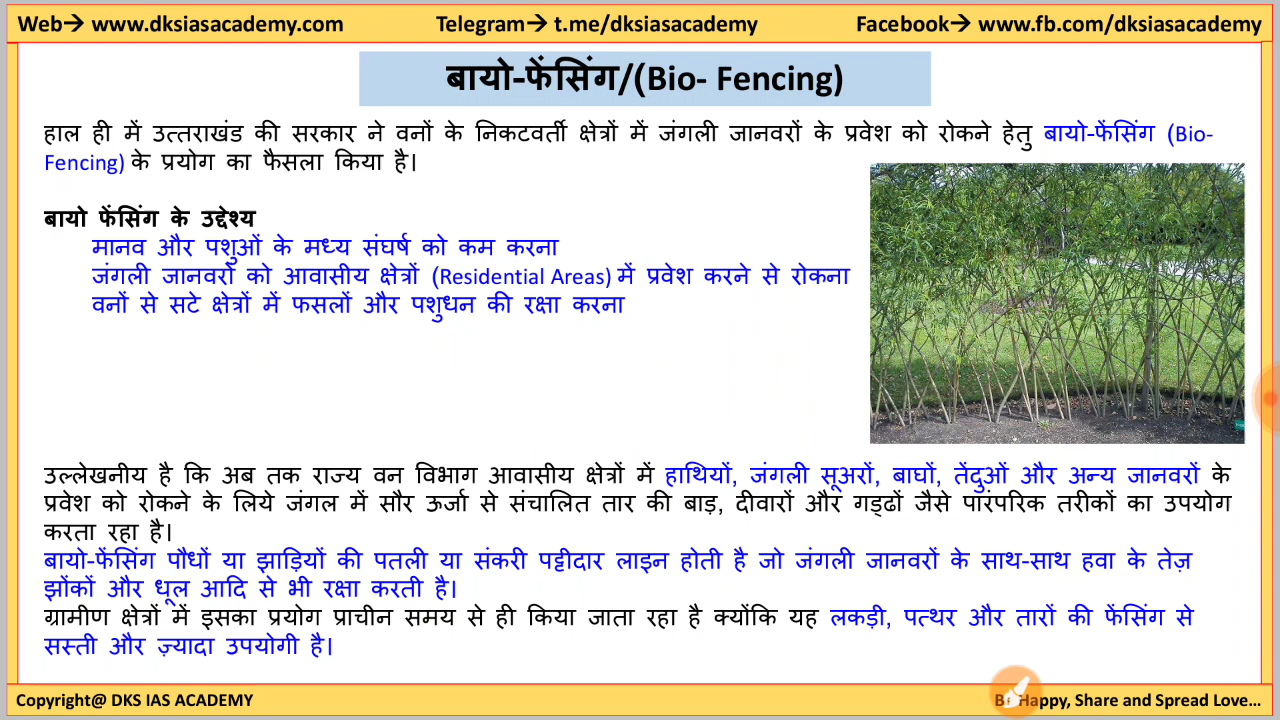 Web→ www.dksiasacademy.com Telegram→ t.me/dksiasacademy Facebook→ www.fb.com/dksiasacademy
बायो-फेंसिंग/(Bio- Fencing)
हाल ही में उत्तराखंड की सरकार ने वनों के निकटवर्ती क्षेत्रों में जंगली जानवरों के प्रवेश को रोकने हेतु बायो-फेंसिंग (Bio-
Fencing) के प्रयोग का फैसला किया है।
बायो फेंसिंग के उद्देश्य
मानव और पशुओं के मध्य संघर्ष को कम करना
जंगली जानवरों को आवासीय क्षेत्रों (Residential Areas) में प्रवेश करने से रोकना
वनों से सटे क्षेत्रों में फसलों और पशुधन की रक्षा करना
उल्लेखनीय है कि अब तक राज्य वन विभाग आवासीय क्षेत्रों में हाथियों, जंगली सूअरों, बाघों, तेंदुओं और अन्य जानवरों के
प्रवेश को रोकने के लिये जंगल में सौर ऊर्जा से संचालित तार की बाड़, दीवारों और गड्ढों जैसे पारंपरिक तरीकों का उपयोग
करता रहा है।
बायो-फेंसिंग पौधों या झाड़ियों की पतली या संकरी पट्टीदार लाइन होती है जो जंगली जानवरों के साथ-साथ हवा के तेज़
झोंकों और धूल आदि से भी रक्षा करती है।
ग्रामीण क्षेत्रों में इसका प्रयोग प्राचीन समय से ही किया जाता रहा है क्योंकि यह लकड़ी, पत्थर और तारों की फेंसिंग से
सस्ती और ज़्यादा उपयोगी है।
Copyright@ DKS IAS ACADEMY Happy, Share and Spread Love...